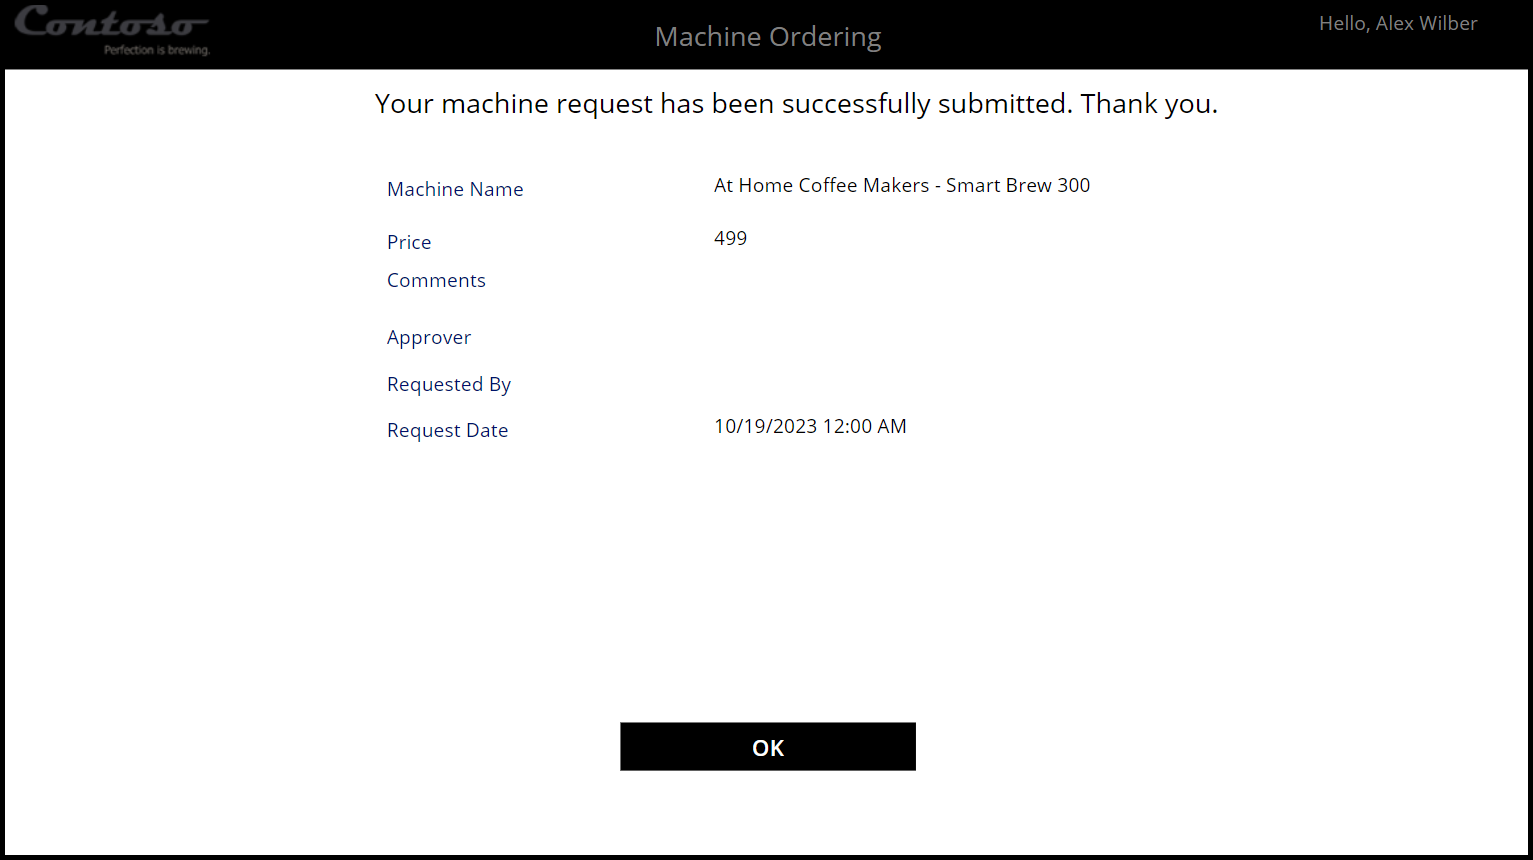 Contoso
Perfection is brewing.
Machine Ordering
Hello, Alex Wilber
Your machine request has been successfully submitted. Thank you.
Machine Name At Home Coffee Makers - Smart Brew 300
Price 499
Comments
Approver
Requested By
Request Date 10/19/2023 12:00 AM
OK